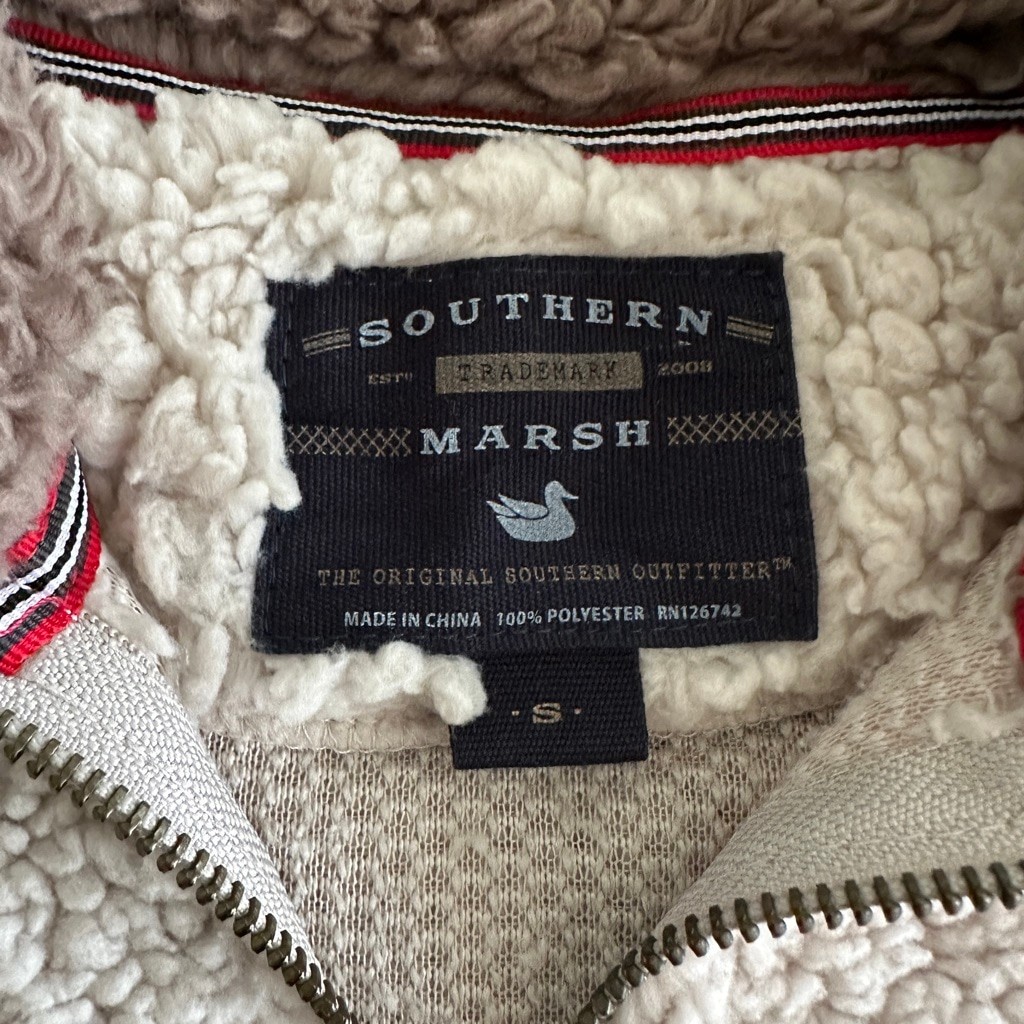 SOUTHERN
ESTD TRADEMARK 2008
MARSH
THE ORIGINAL SOUTHERN OUTFITTER™
MADE IN CHINA 100% POLYESTER RN126742
· S ·